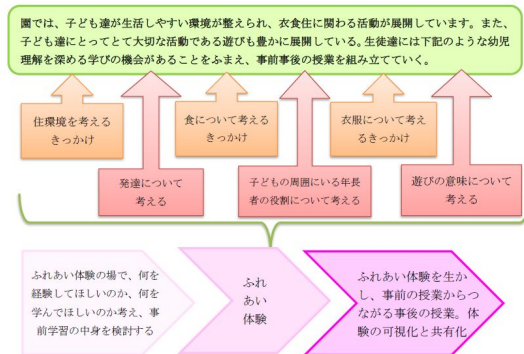 園では、子ども達が生活しやすい環境が整えられ、衣食住に関わる活動が展開しています。また、
子ども達にとってとて大切な活動である遊びも豊かに展開している。生徒達には下記のような幼児
理解を深める学びの機会があることをふまえ、事前事後の授業を組み立てていく。
住環境を考える
きっかけ
食について考える
きっかけ
衣服について考え
るきっかけ
発達について
考える
子どもの周囲にいる年長
者の役割について考える
遊びの意味について
考える
ふれあい体験の場で、何を
経験してほしいのか、何を
学んでほしいのか考え、事
前学習の中身を検討する
ふれ
あい
体験
ふれあい体験を生か
し、事前の授業からつ
ながる事後の授業。体
験の可視化と共有化